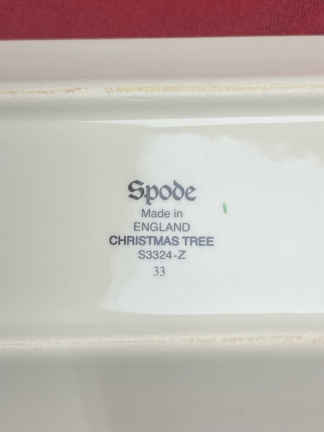 Spode
Made in
ENGLAND
CHRISTMAS TREE
S3324-Z
33